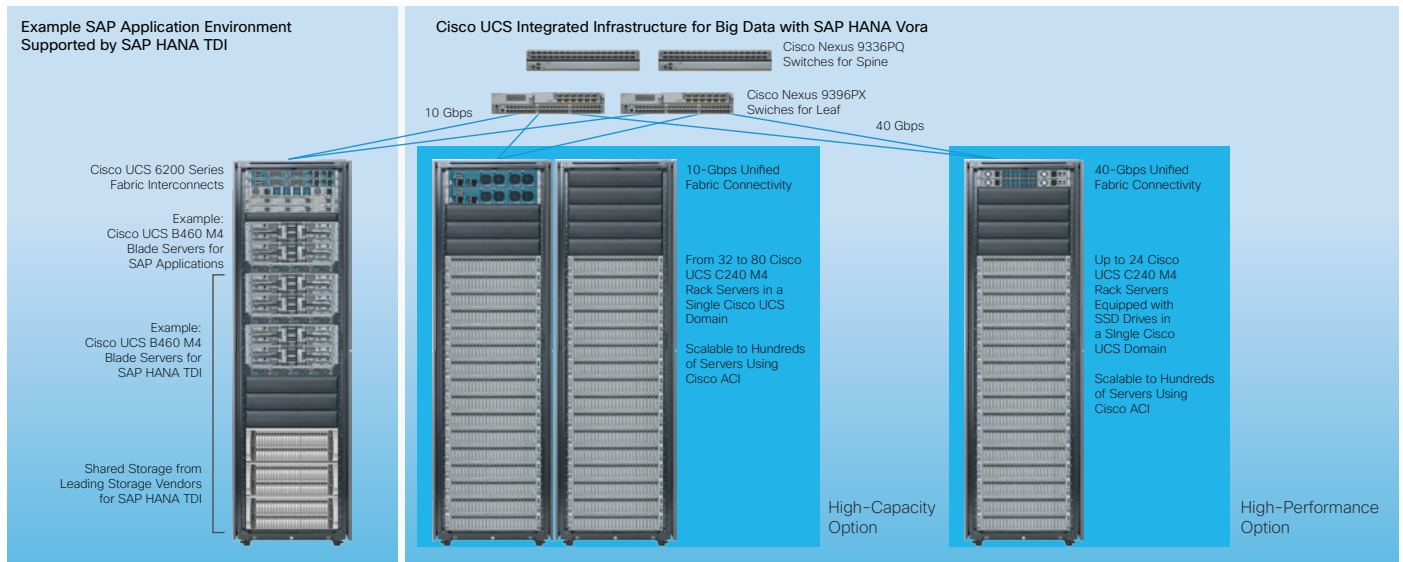 Example SAP Application Environment
Supported by SAP HANA TDI
Cisco UCS 6200 Series
Fabric Interconnects
Example:
Cisco UCS B460 M4
Blade Servers for
SAP Applications
Example:
Cisco UCS B460 M4
Blade Servers for
SAP HANA TDI
Shared Storage from
Leading Storage Vendors
for SAP HANA TDI
Cisco UCS Integrated Infrastructure for Big Data with SAP HANA Vora
Cisco Nexus 9336PQ
Switches for Spine
Cisco Nexus 9396PX
Swiches for Leaf
10 Gbps
40 Gbps
10-Gbps Unified
Fabric Connectivity
From 32 to 80 Cisco
UCS C240 M4
Rack Servers in a
Single Cisco UCS
Domain
Scalable to Hundreds
of Servers Using
Cisco ACI
High-Capacity
Option
40-Gbps Unified
Fabric Connectivity
Up to 24 Cisco
UCS C240 M4
Rack Servers
Equipped with
SSD Drives in
a SIngle Cisco
UCS Domain
Scalable to Hundreds
of Servers Using
Cisco ACI
High-Performance
Option